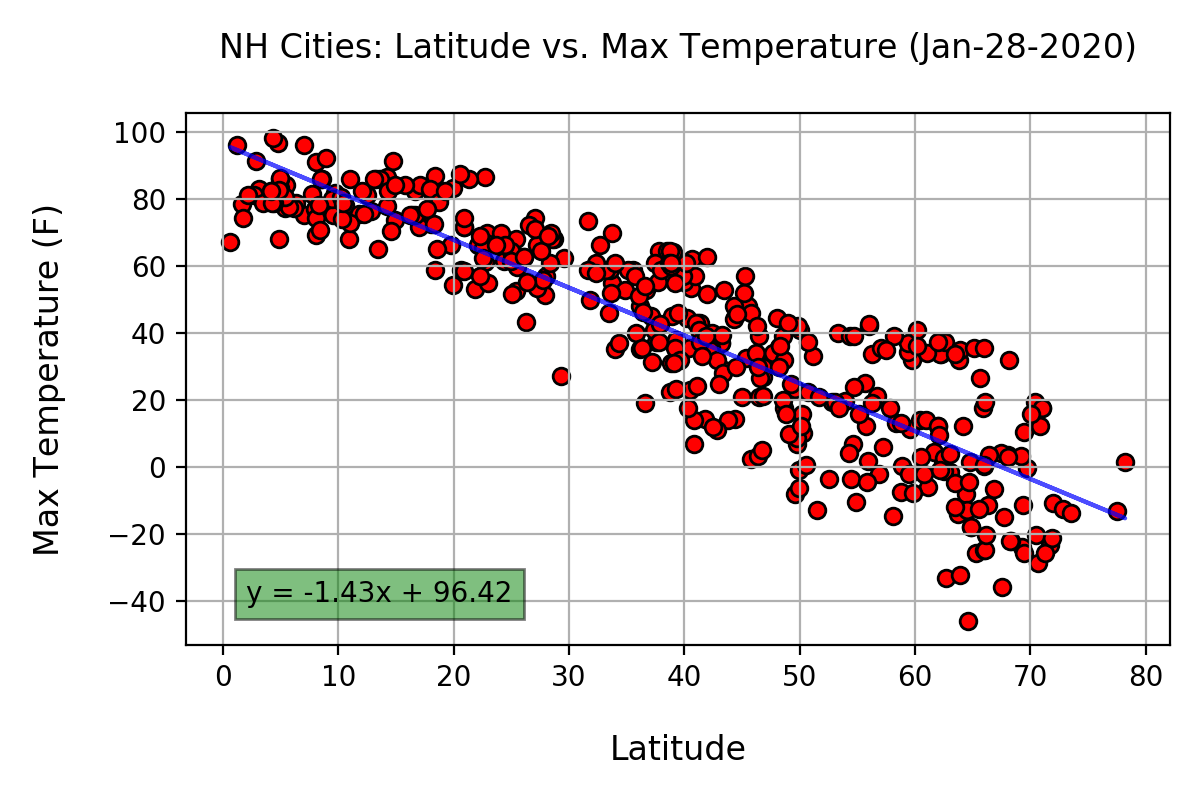 NH Cities: Latitude vs. Max Temperature (Jan-28-2020)
Max Temperature (F)
100
80
60
40
20
0
−20
−40
y = -1.43x + 96.42
0 10 20 30 40 50 60 70 80
Latitude